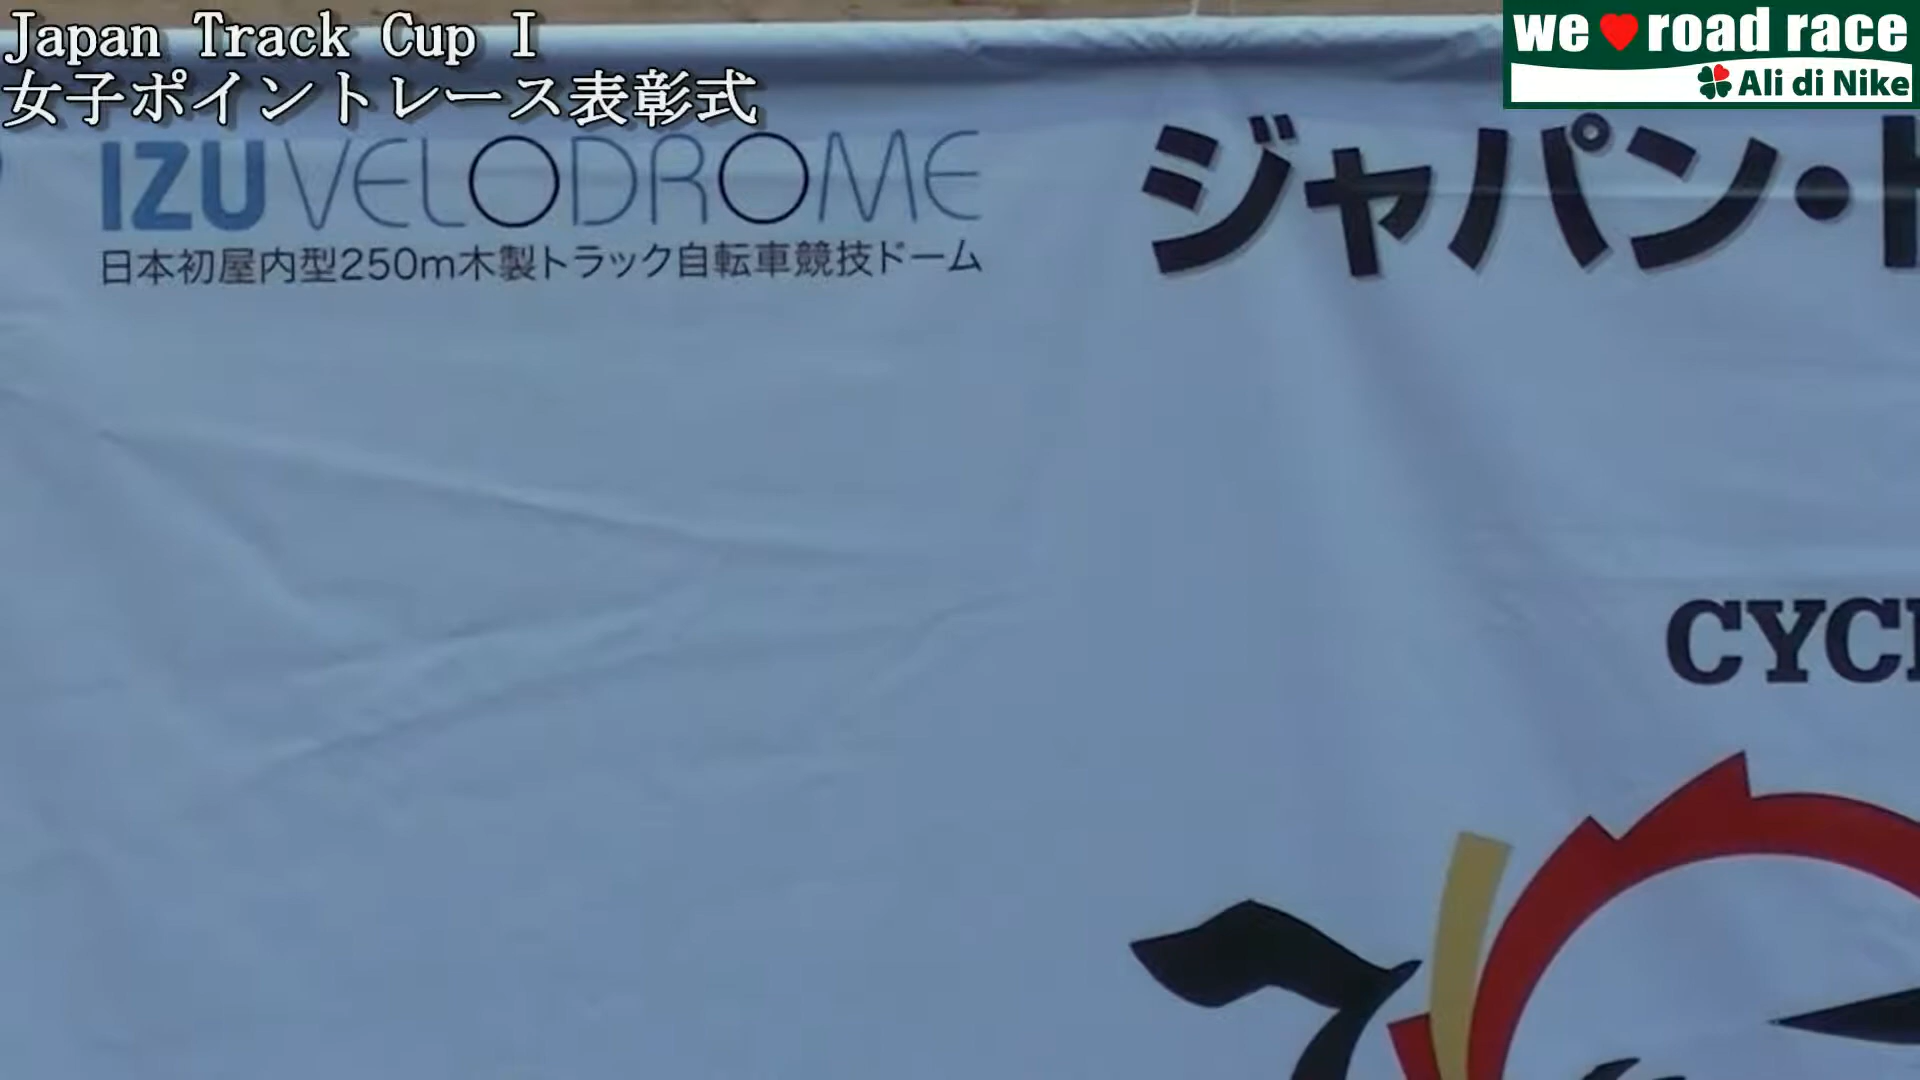 Japan Track Cup I
女子ポイントレース表彰式
we road race
Ali di Nike
IZU VELODROME
日本初屋内型250m木製トラック自転車競技ドーム
ジャパン・ト
CYCL